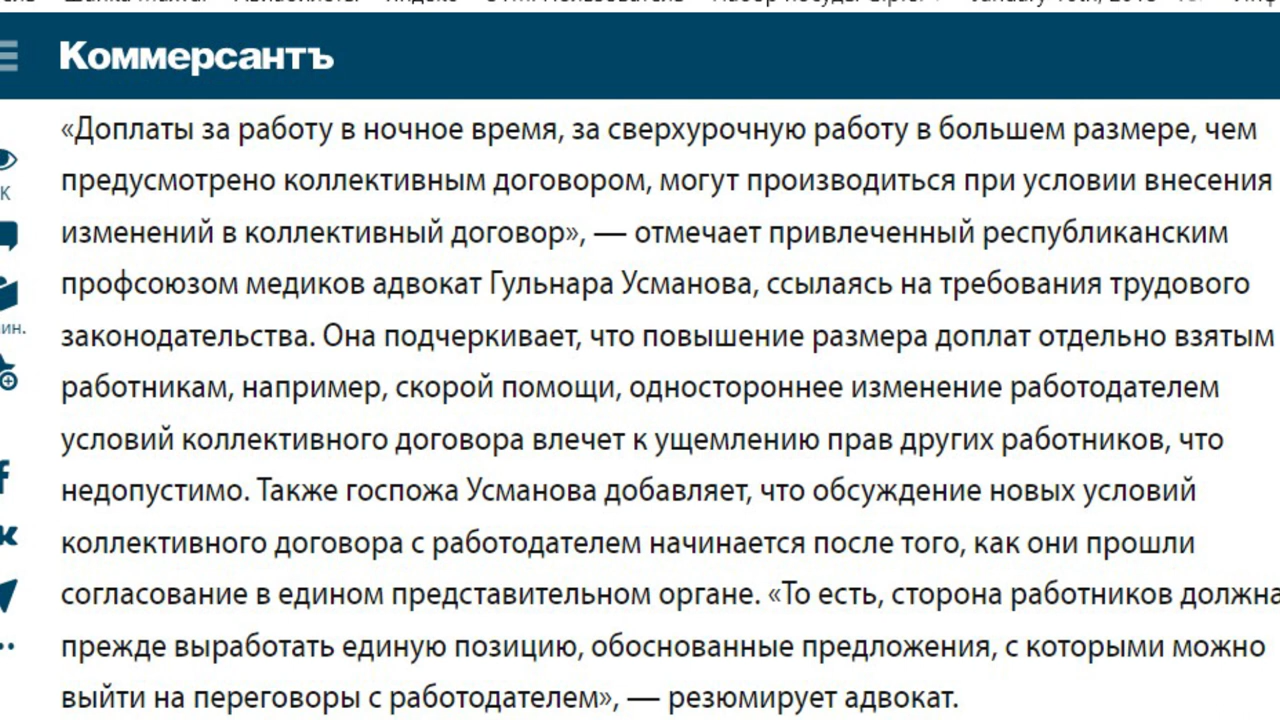 Коммерсантъ
«Доплаты за работу в ночное время, за сверхурочную работу в большем размере, чем
предусмотрено коллективным договором, могут производиться при условии внесения
изменений в коллективный договор», — отмечает привлеченный республиканским
профсоюзом медиков адвокат Гульнара Усманова, ссылаясь на требования трудового
законодательства. Она подчеркивает, что повышение размера доплат отдельно взятым
работникам, например, скорой помощи, одностороннее изменение работодателем
условий коллективного договора влечет к ущемлению прав других работников, что
недопустимо. Также госпожа Усманова добавляет, что обсуждение новых условий
коллективного договора с работодателем начинается после того, как они прошли
согласование в едином представительном органе. «То есть, сторона работников должна
прежде выработать единую позицию, обоснованные предложения, с которыми можно
выйти на переговоры с работодателем», — резюмирует адвокат.